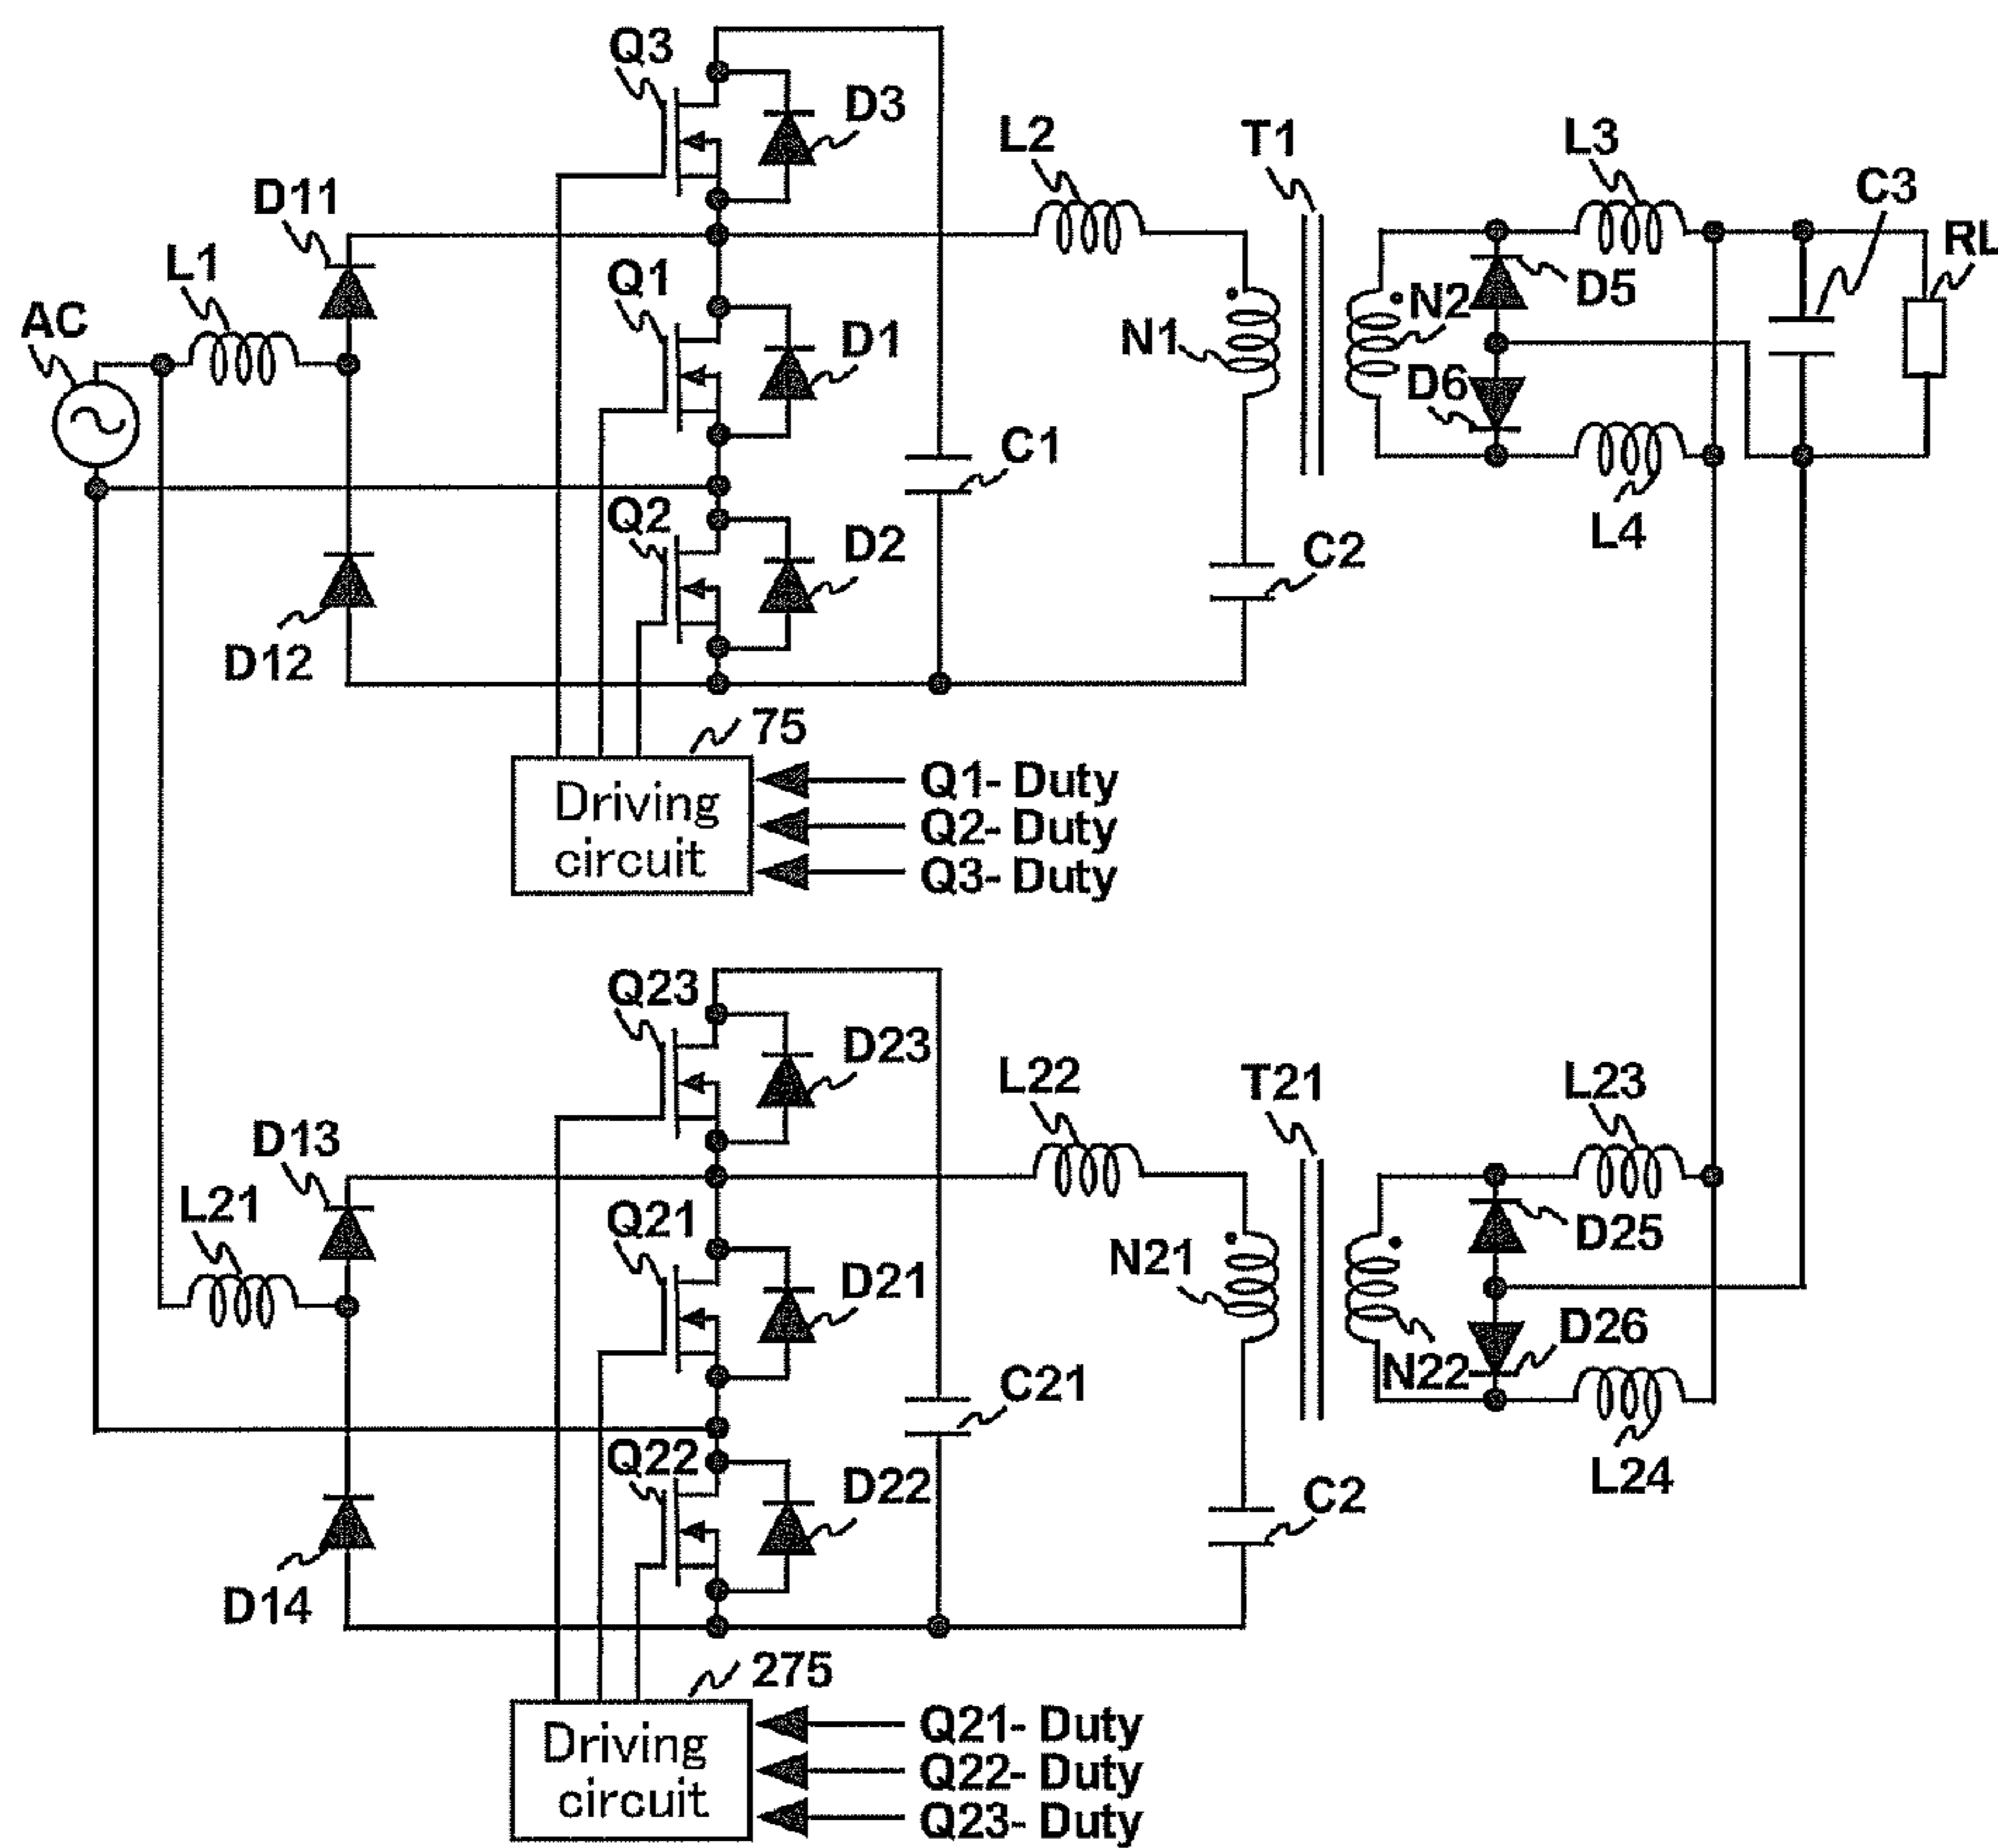 Q3
D3
L2
T1
L3
C3
RL
D11
L1
AC
Q1
D1
N1
N2
D5
D6
C1
L4
Q2
D2
C2
D12
75
Driving
circuit
Q1- Duty
Q2- Duty
Q3- Duty
Q23
D23
L22
T21
L23
D13
L21
Q21
D21
N21
D25
D26
N22
C21
L24
Q22
D22
C2
D14
275
Driving
circuit
Q21- Duty
Q22- Duty
Q23- Duty